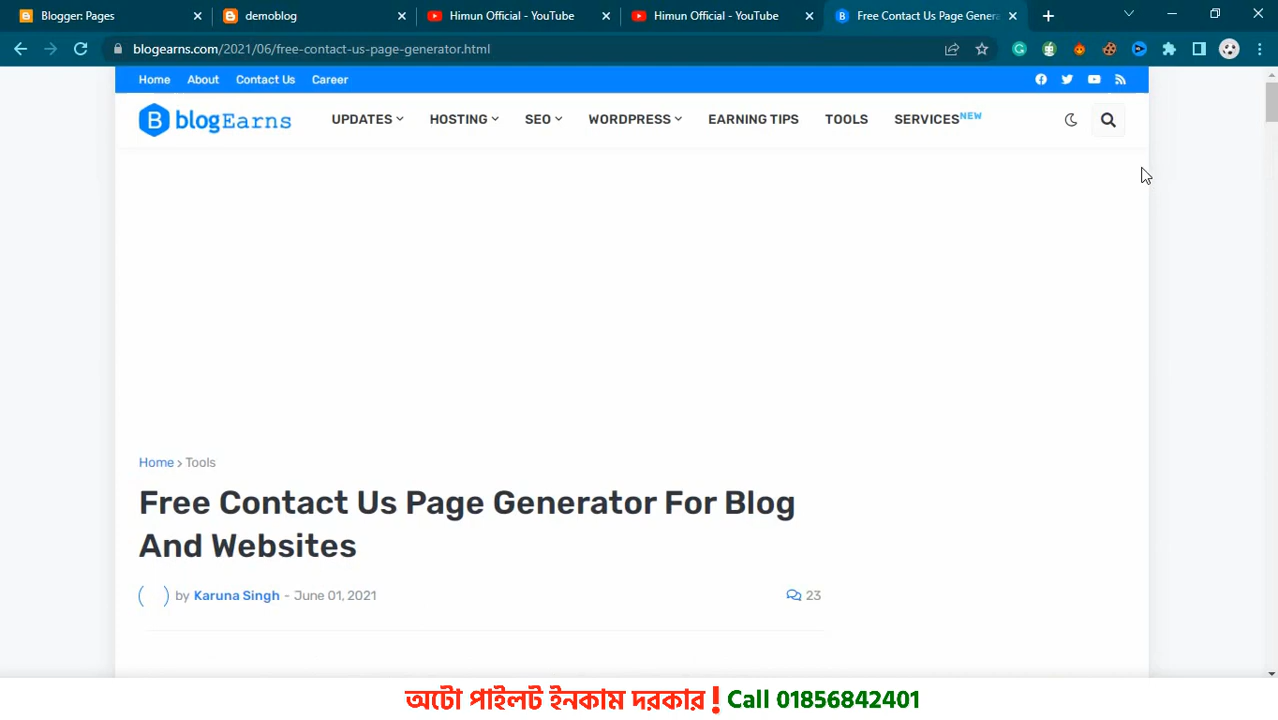 Blogger: Pages
demoblog
Himun Official - YouTube
Himun Official - YouTube
Free Contact Us Page Genera
blogearns.com/2021/06/free-contact-us-page-generator.html
Home About Contact Us Career
B blogEarns
UPDATES HOSTING SEO WORDPRESS EARNING TIPS TOOLS SERVICES NEW
Home > Tools
Free Contact Us Page Generator For Blog
And Websites
by Karuna Singh - June 01, 2021
23
অটো পাইলট ইনকাম দরকার ! Call 01856842401